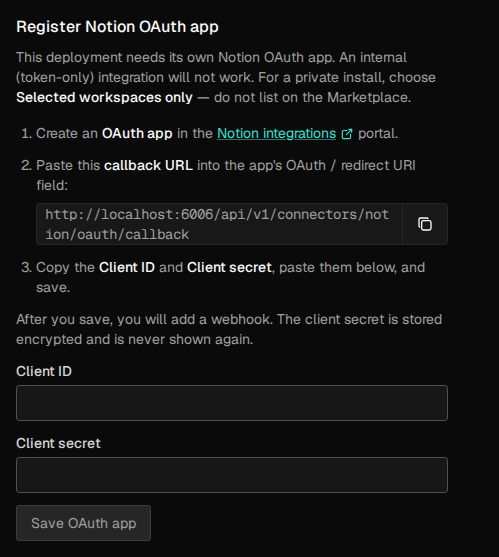 Register Notion OAuth app
This deployment needs its own Notion OAuth app. An internal
(token-only) integration will not work. For a private install, choose
Selected workspaces only — do not list on the Marketplace.
1. Create an OAuth app in the Notion integrations portal.
2. Paste this callback URL into the app's OAuth / redirect URI
field:
http://localhost:6006/api/v1/connectors/not
ion/oauth/callback
3. Copy the Client ID and Client secret, paste them below, and
save.
After you save, you will add a webhook. The client secret is stored
encrypted and is never shown again.
Client ID
Client secret
Save OAuth app